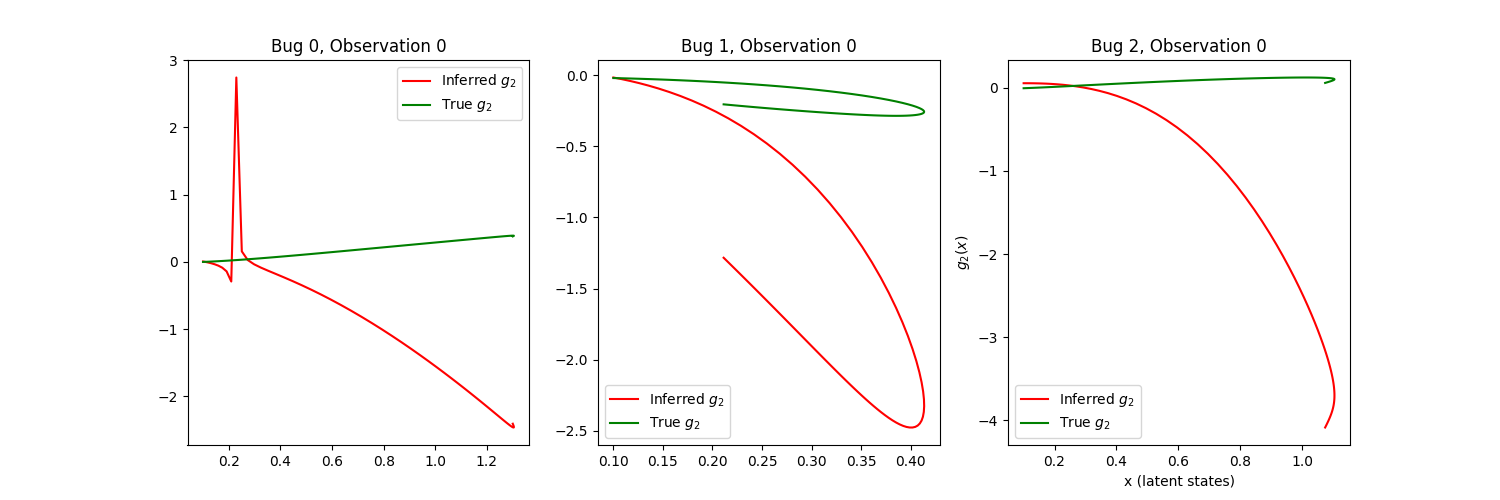 Bug 0, Observation 0
3
2
1
0
−1
−2
0.2 0.4 0.6 0.8 1.0 1.2
Inferred g₂
True g₂
Bug 1, Observation 0
0.0
−0.5
−1.0
−1.5
−2.0
−2.5
0.10 0.15 0.20 0.25 0.30 0.35 0.40
Inferred g₂
True g₂
Bug 2, Observation 0
g₂(x)
0
−1
−2
−3
−4
0.2 0.4 0.6 0.8 1.0
x (latent states)
Inferred g₂
True g₂